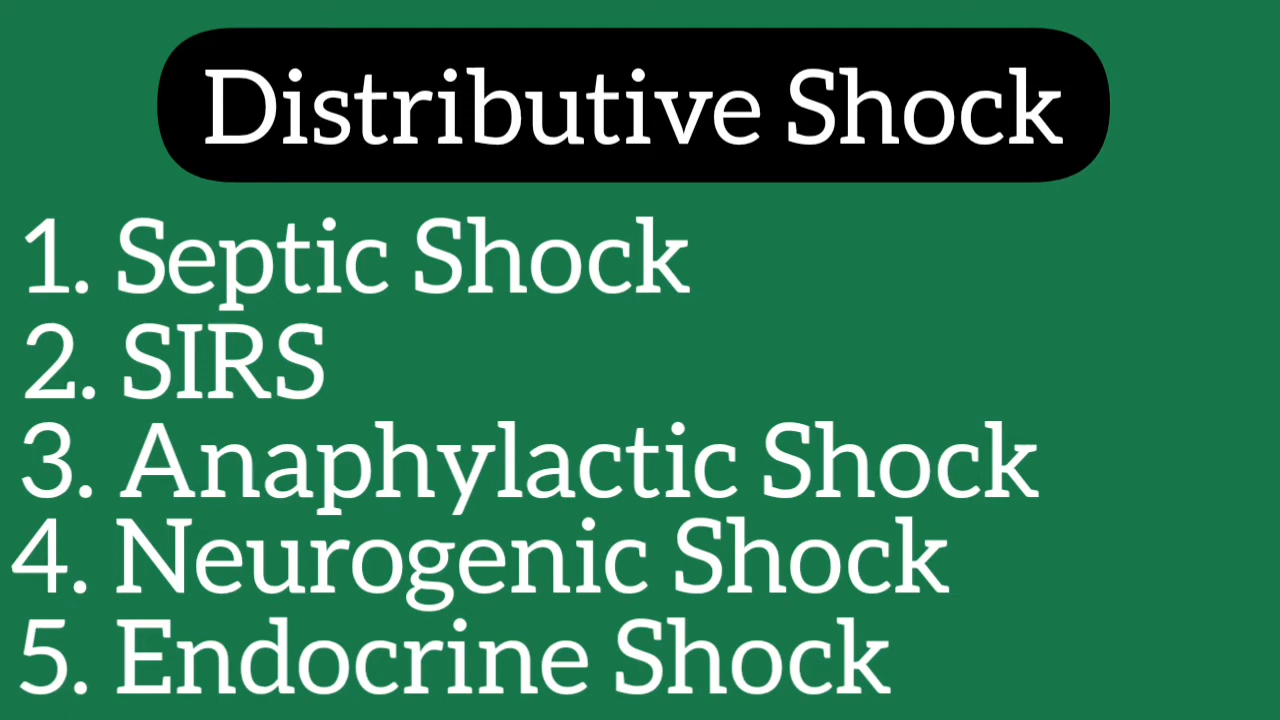 Distributive Shock
1. Septic Shock
2. SIRS
3. Anaphylactic Shock
4. Neurogenic Shock
5. Endocrine Shock